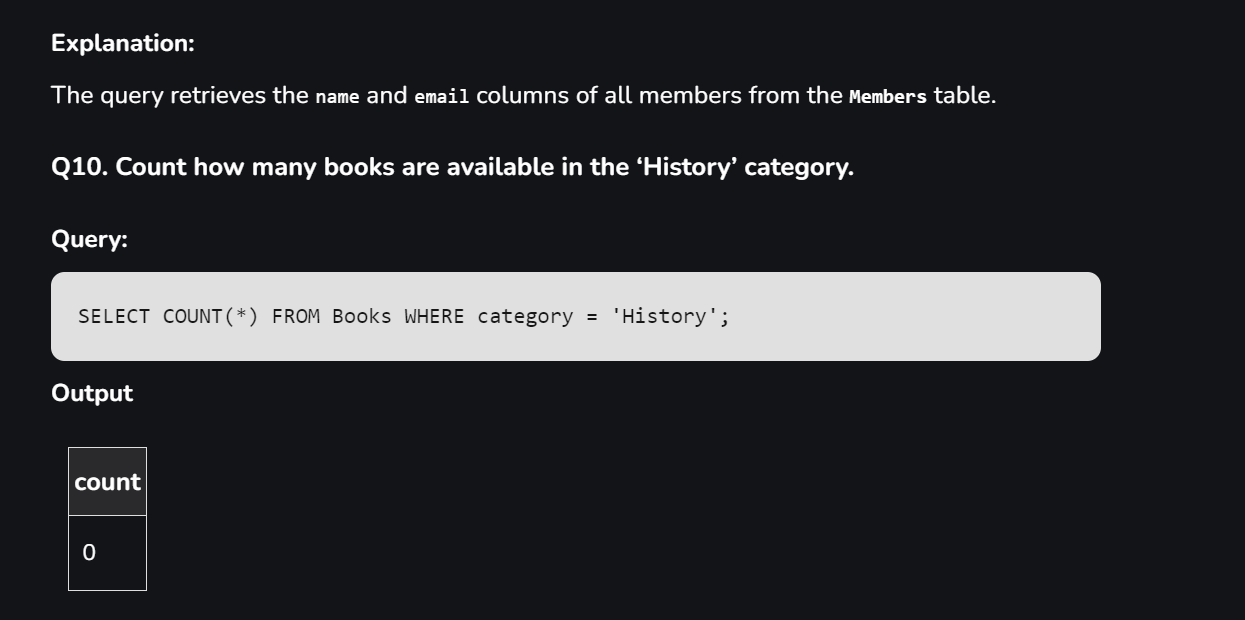 Explanation:
The query retrieves the name and email columns of all members from the Members table.
Q10. Count how many books are available in the ‘History’ category.
Query:
SELECT COUNT(*) FROM Books WHERE category = 'History';
Output
count
0